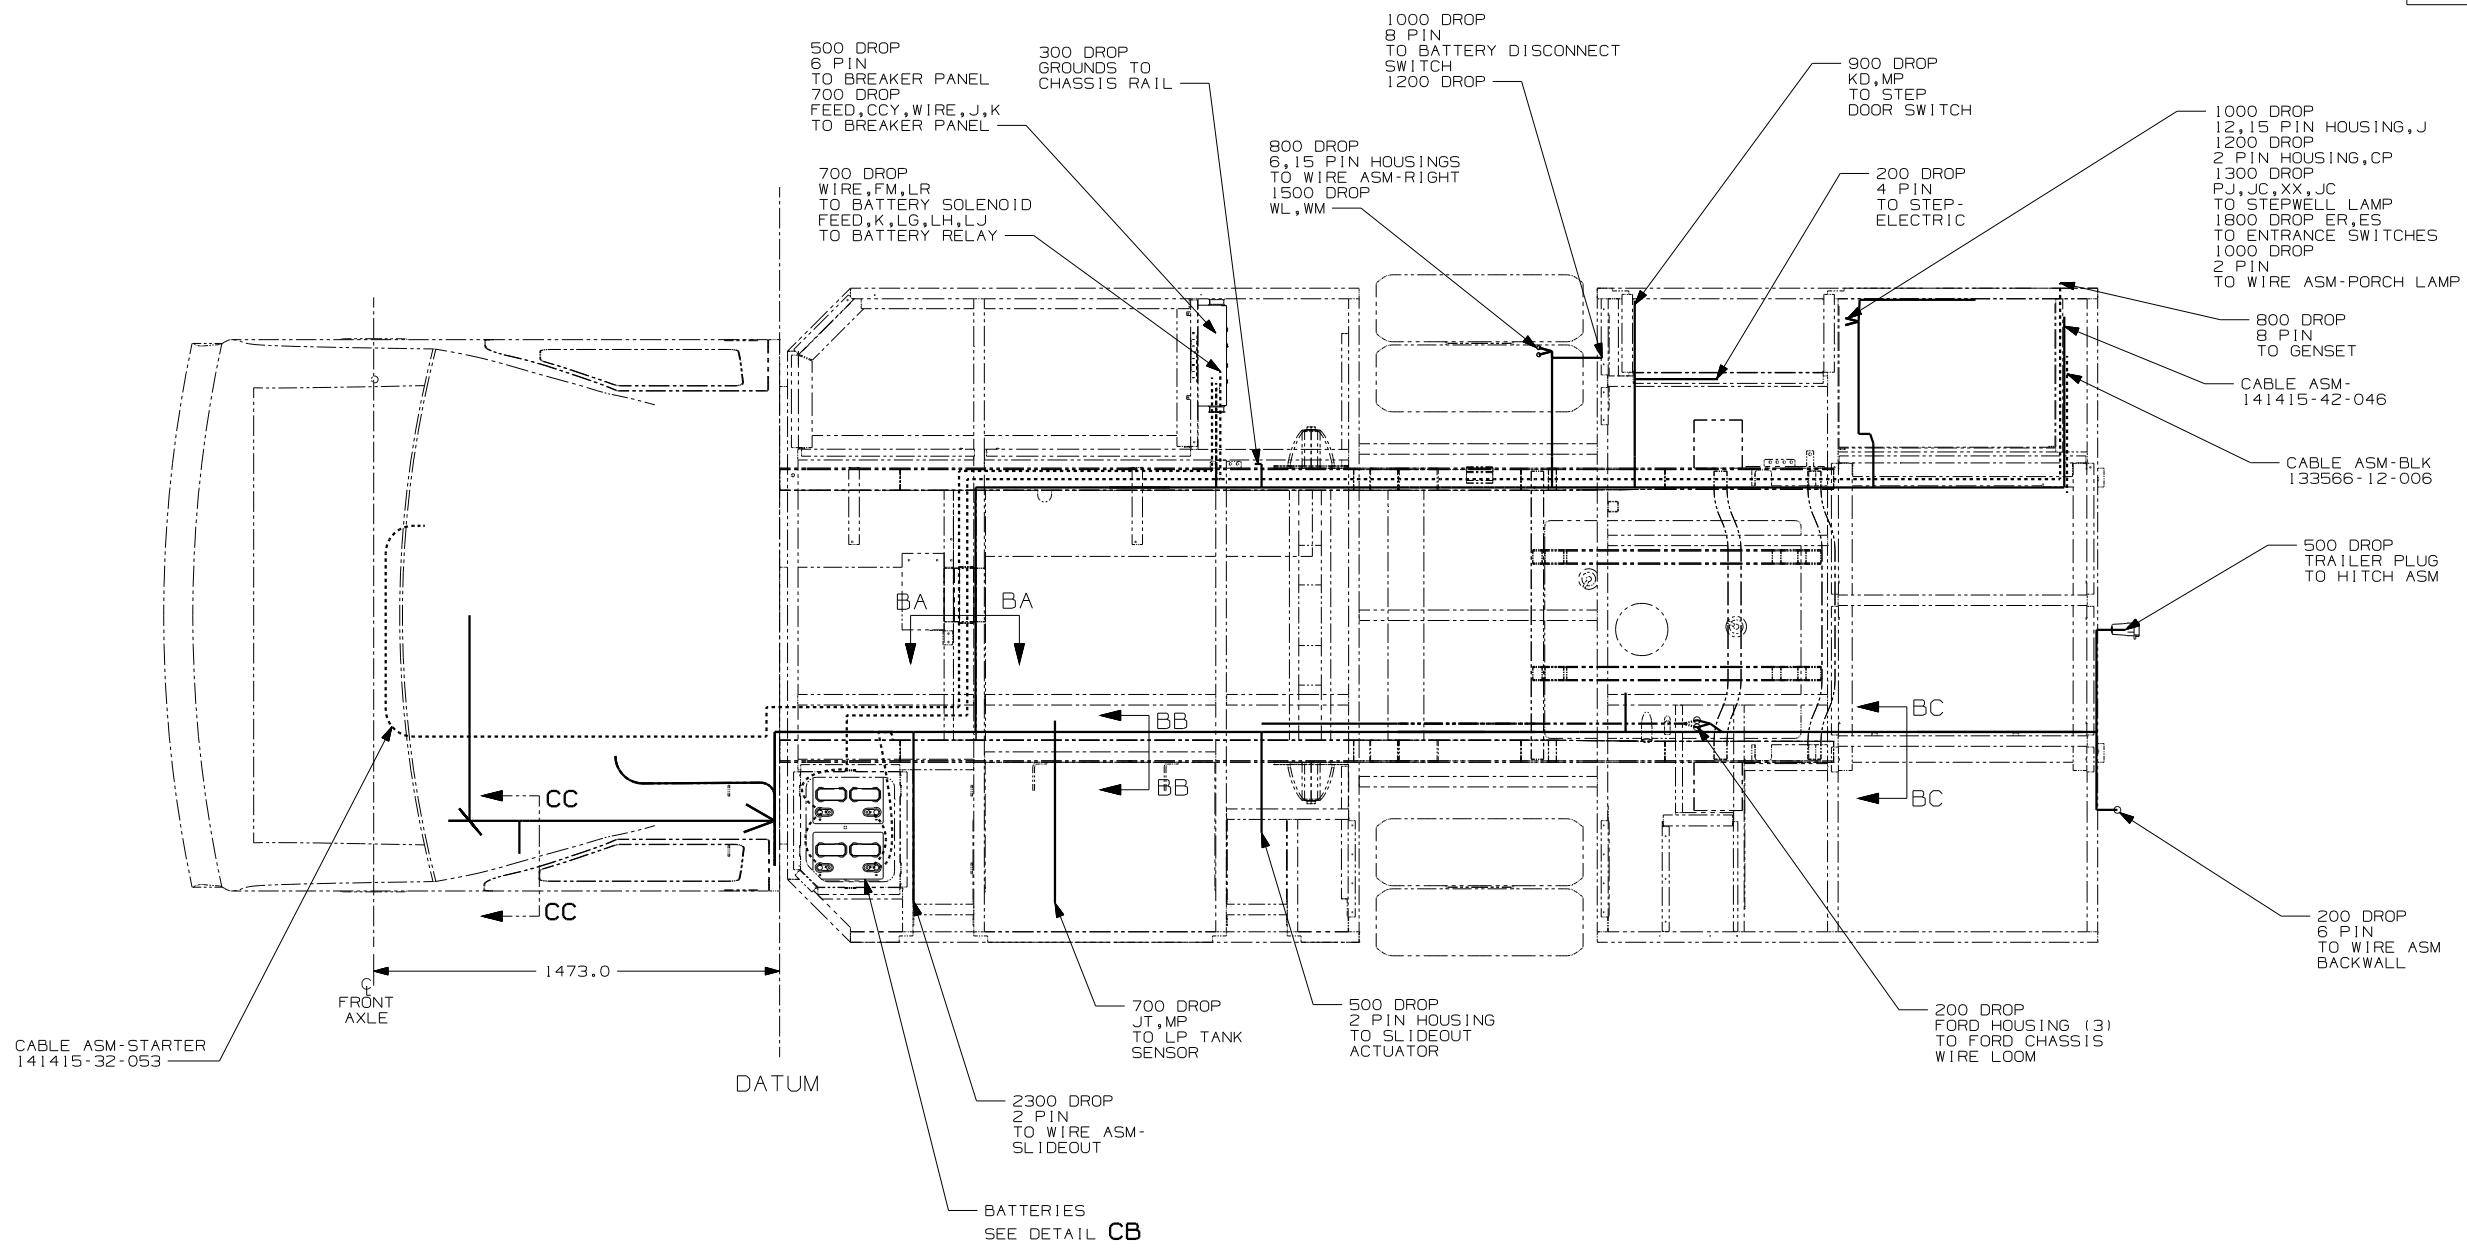 500 DROP
6 PIN
TO BREAKER PANEL
700 DROP
FEED,CCY,WIRE,J,K
TO BREAKER PANEL
700 DROP
WIRE,FM,LR
TO BATTERY SOLENOID
FEED,K,LG,LH,LJ
TO BATTERY RELAY
300 DROP
GROUNDS TO
CHASSIS RAIL
800 DROP
6,15 PIN HOUSINGS
TO WIRE ASM-RIGHT
1500 DROP
WL,WM
1000 DROP
8 PIN
TO BATTERY DISCONNECT
SWITCH
1200 DROP
900 DROP
KD,MP
TO STEP
DOOR SWITCH
200 DROP
4 PIN
TO STEP-
ELECTRIC
1000 DROP
12,15 PIN HOUSING,J
1200 DROP
2 PIN HOUSING,CP
1300 DROP
PJ,JC,XX,JC
TO STEPWELL LAMP
1800 DROP ER,ES
TO ENTRANCE SWITCHES
1000 DROP
2 PIN
TO WIRE ASM-PORCH LAMP
800 DROP
8 PIN
TO GENSET
CABLE ASM-
141415-42-046
CABLE ASM-BLK
133566-12-006
500 DROP
TRAILER PLUG
TO HITCH ASM
BA
BA
BB
BB
BC
BC
CC
CC
1473.0
CL
FRONT
AXLE
CABLE ASM-STARTER
141415-32-053
DATUM
700 DROP
JT,MP
TO LP TANK
SENSOR
500 DROP
2 PIN HOUSING
TO SLIDEOUT
ACTUATOR
200 DROP
FORD HOUSING (3)
TO FORD CHASSIS
WIRE LOOM
200 DROP
6 PIN
TO WIRE ASM
BACKWALL
2300 DROP
2 PIN
TO WIRE ASM-
SLIDEOUT
BATTERIES
SEE DETAIL CB